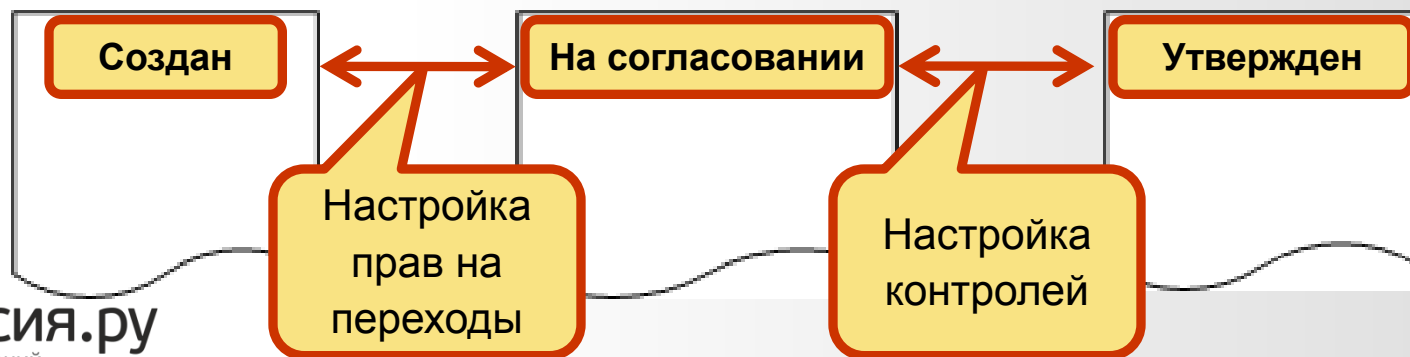 Создан
На согласовании
Утвержден
Настройка
прав на
переходы
Настройка
контролей
сия.ру